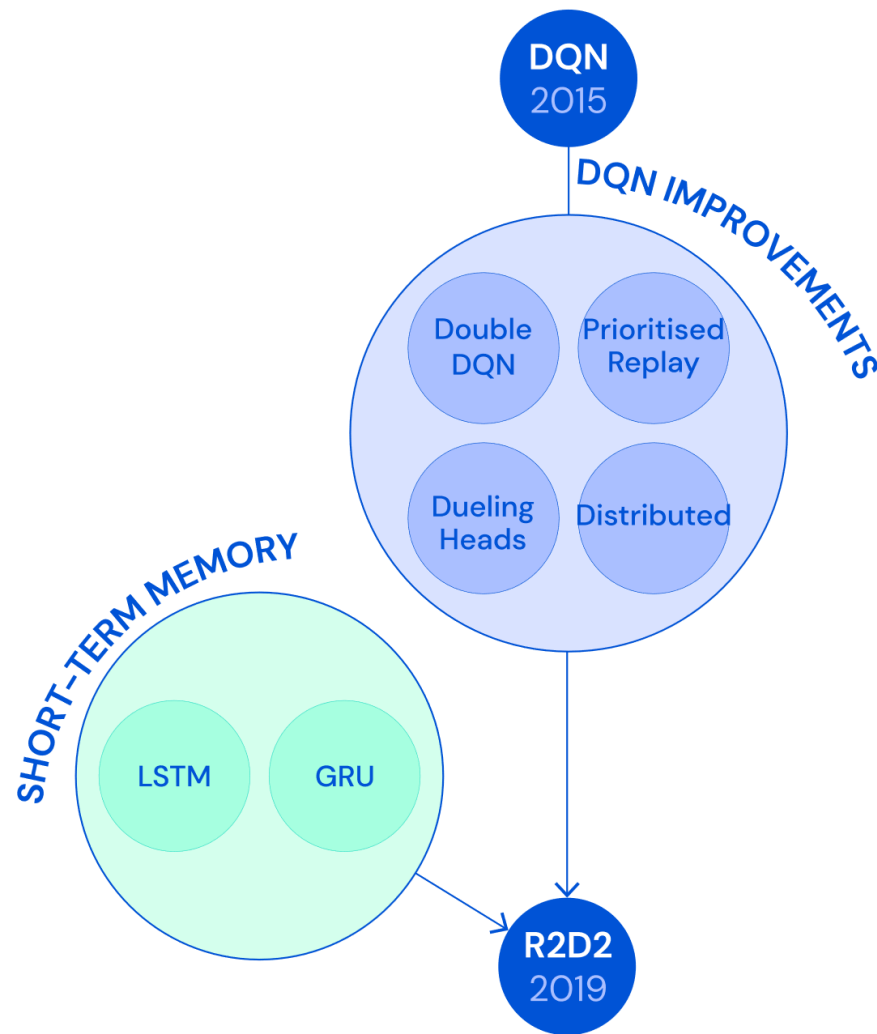 DQN
2015
DQN IMPROVEMENTS
Double
DQN
Prioritised
Replay
Dueling
Heads
Distributed
SHORT-TERM MEMORY
LSTM
GRU
R2D2
2019